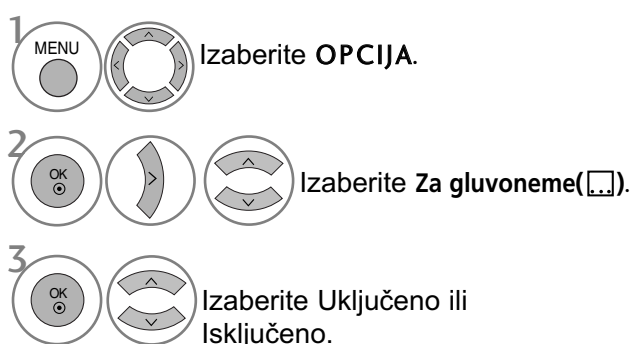 1
MENU
Izaberite OPCIJA.
2
OK
Izaberite Za gluvoneme(...).
3
OK
Izaberite Uključeno ili
Isključeno.